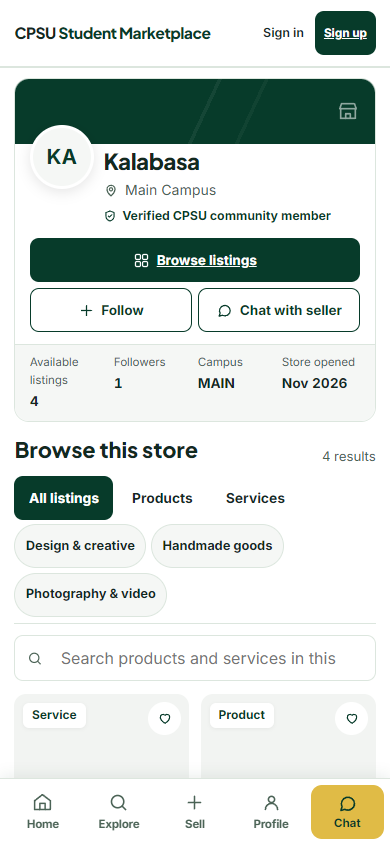 CPSU Student Marketplace
Sign in
Sign up
KA
Kalabasa
Main Campus
Verified CPSU community member
Browse listings
Follow
Chat with seller
Available listings
4
Followers
1
Campus
MAIN
Store opened
Nov 2026
Browse this store
4 results
All listings
Products
Services
Design & creative
Handmade goods
Photography & video
Search products and services in this
Service
Product
Home
Explore
Sell
Profile
Chat